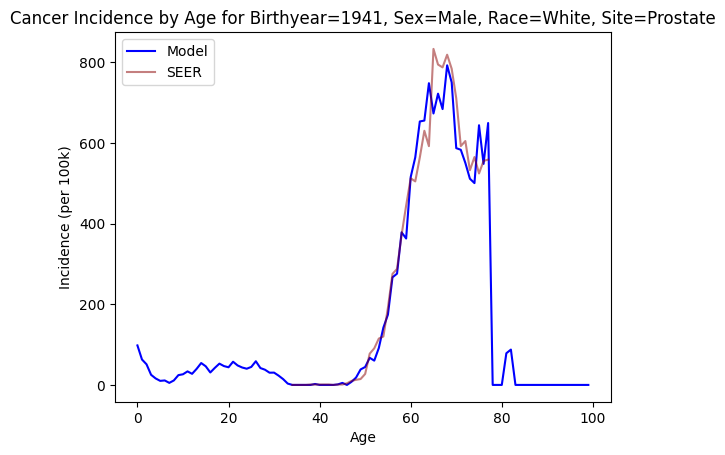 Cancer Incidence by Age for Birthyear=1941, Sex=Male, Race=White, Site=Prostate
Model
SEER
800
600
400
200
0
Incidence (per 100k)
0 20 40 60 80 100
Age